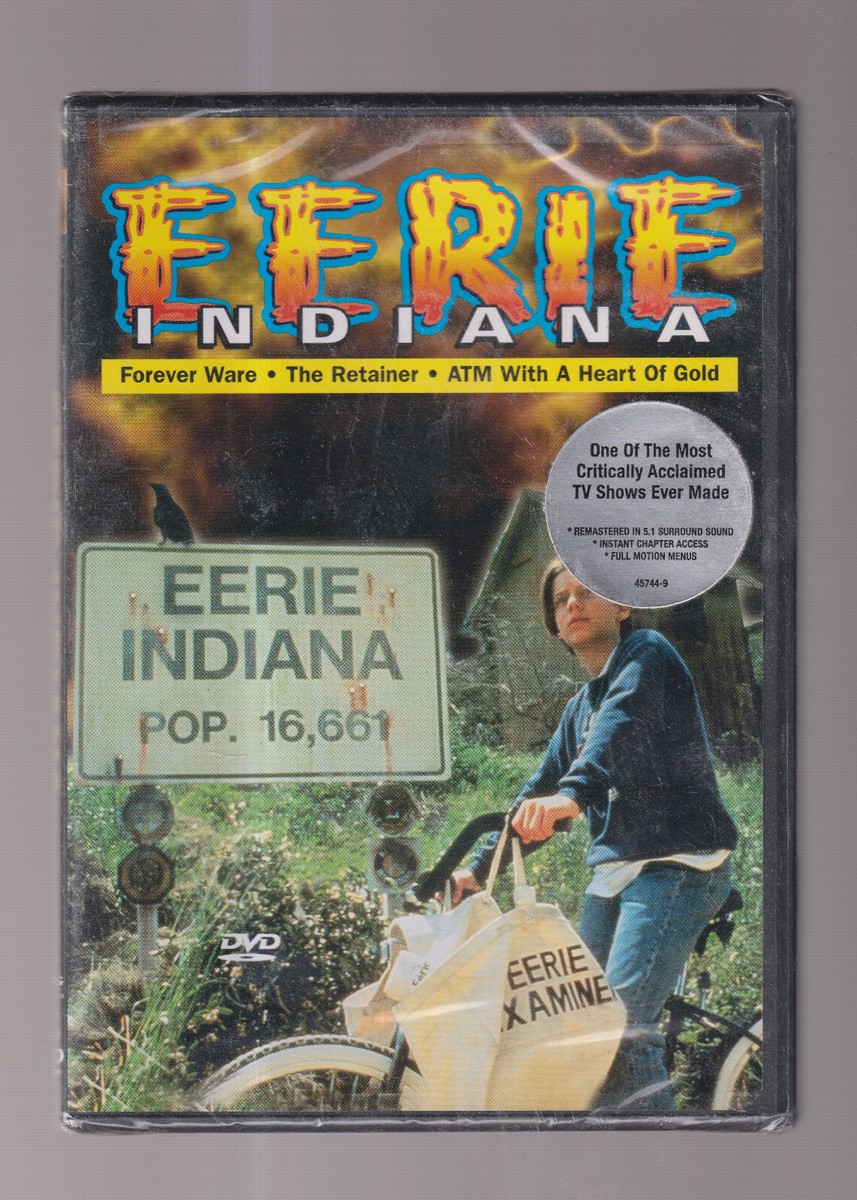 EERIE
INDIANA
Forever Ware • The Retainer • ATM With A Heart Of Gold
One Of The Most
Critically Acclaimed
TV Shows Ever Made
* REMASTERED IN 5.1 SURROUND SOUND
* INSTANT CHAPTER ACCESS
* FULL MOTION MENUS
45744-9
EERIE
INDIANA
POP. 16,661
DVD
EERIE
XAMINE